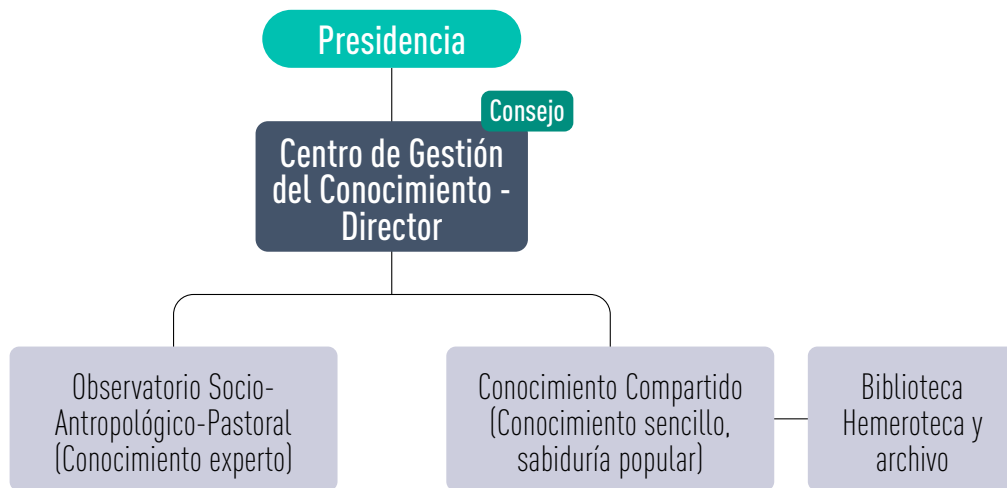 Presidencia
Consejo
Centro de Gestión
del Conocimiento -
Director
Observatorio Socio-
Antropológico-Pastoral
(Conocimiento experto)
Conocimiento Compartido
(Conocimiento sencillo,
sabiduría popular)
Biblioteca
Hemeroteca y
archivo